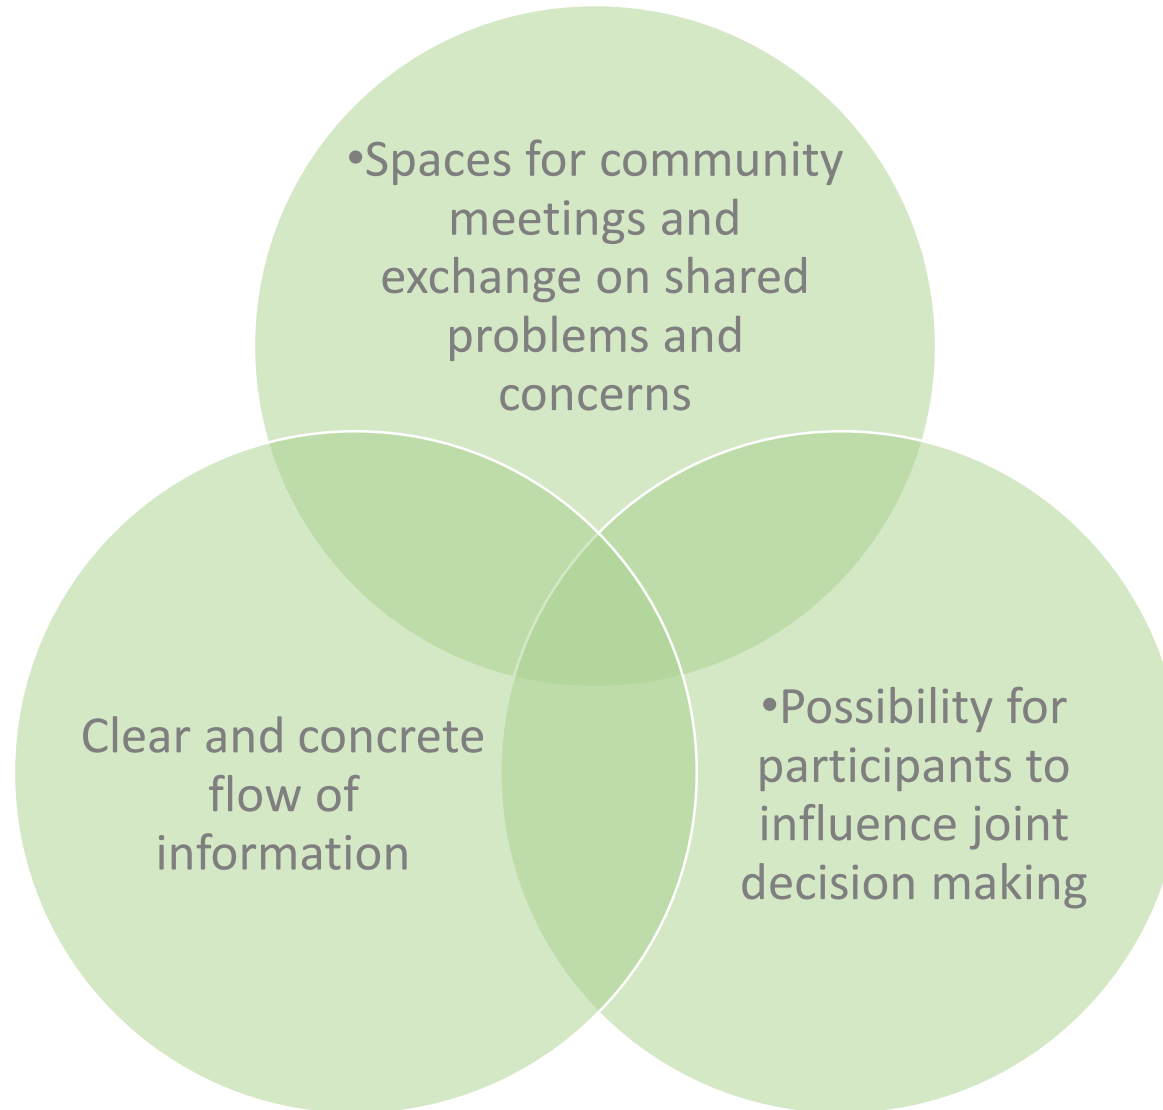 •Spaces for community
meetings and
exchange on shared
problems and
concerns
Clear and concrete
flow of
information
•Possibility for
participants to
influence joint
decision making